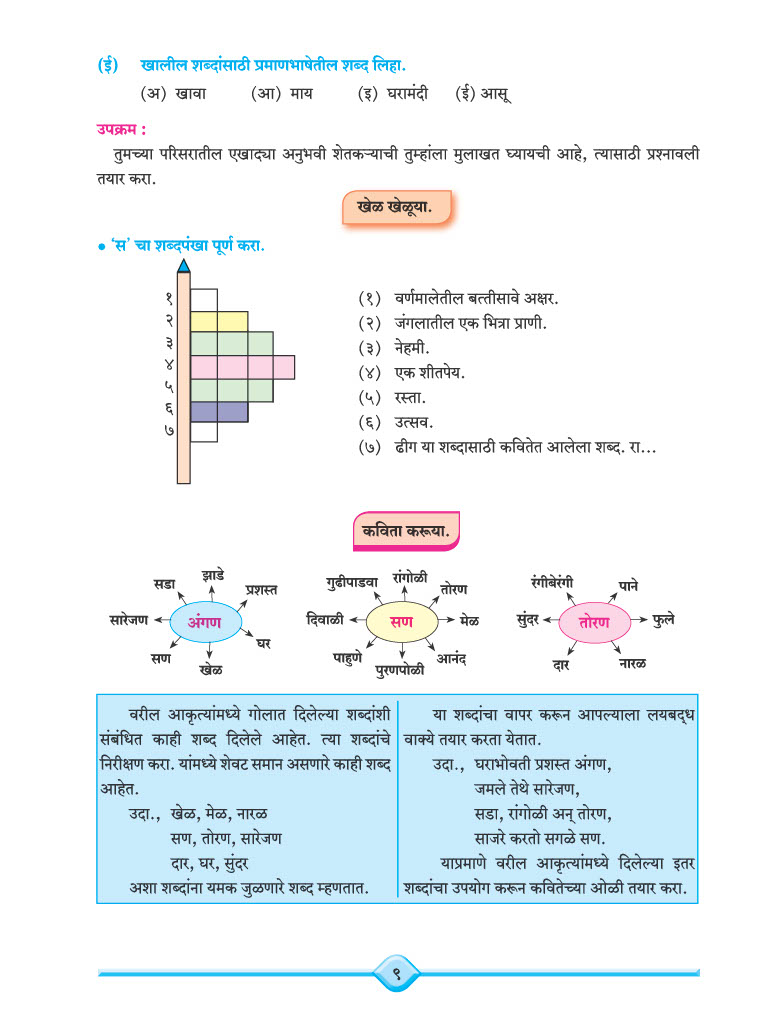 (ई) खालील शब्दांसाठी प्रमाणभाषेतील शब्द लिहा.
(अ) खावा (आ) माय (इ) घरामंदी (ई) आसू
उपक्रम :
तुमच्या परिसरातील एखाद्या अनुभवी शेतकऱ्याची तुम्हांला मुलाखत घ्यायची आहे, त्यासाठी प्रश्नावली
तयार करा.
खेळ खेळूया.
• ‘स’ चा शब्दपंखा पूर्ण करा.
१
२
३
४
५
६
७
(१) वर्णमालेतील बत्तीसावे अक्षर.
(२) जंगलातील एक भित्रा प्राणी.
(३) नेहमी.
(४) एक शीतपेय.
(५) रस्ता.
(६) उत्सव.
(७) ढीग या शब्दासाठी कवितेत आलेला शब्द. रा...
कविता करूया.
सडा झाडे प्रशस्त
सारेजण अंगण
सण खेळ घर
गुढीपाडवा रांगोळी तोरण
दिवाळी सण मेळ
पाहुणे पुरणपोळी आनंद
रंगीबेरंगी पाने
सुंदर तोरण फुले
दार नारळ
वरील आकृत्यांमध्ये गोलात दिलेल्या शब्दांशी
संबंधित काही शब्द दिलेले आहेत. त्या शब्दांचे
निरीक्षण करा. यांमध्ये शेवट समान असणारे काही शब्द
आहेत.
उदा., खेळ, मेळ, नारळ
सण, तोरण, सारेजण
दार, घर, सुंदर
अशा शब्दांना यमक जुळणारे शब्द म्हणतात.
या शब्दांचा वापर करून आपल्याला लयबद्ध
वाक्ये तयार करता येतात.
उदा., घराभोवती प्रशस्त अंगण,
जमले तेथे सारेजण,
सडा, रांगोळी अन् तोरण,
साजरे करतो सगळे सण.
याप्रमाणे वरील आकृत्यांमध्ये दिलेल्या इतर
शब्दांचा उपयोग करून कवितेच्या ओळी तयार करा.
९